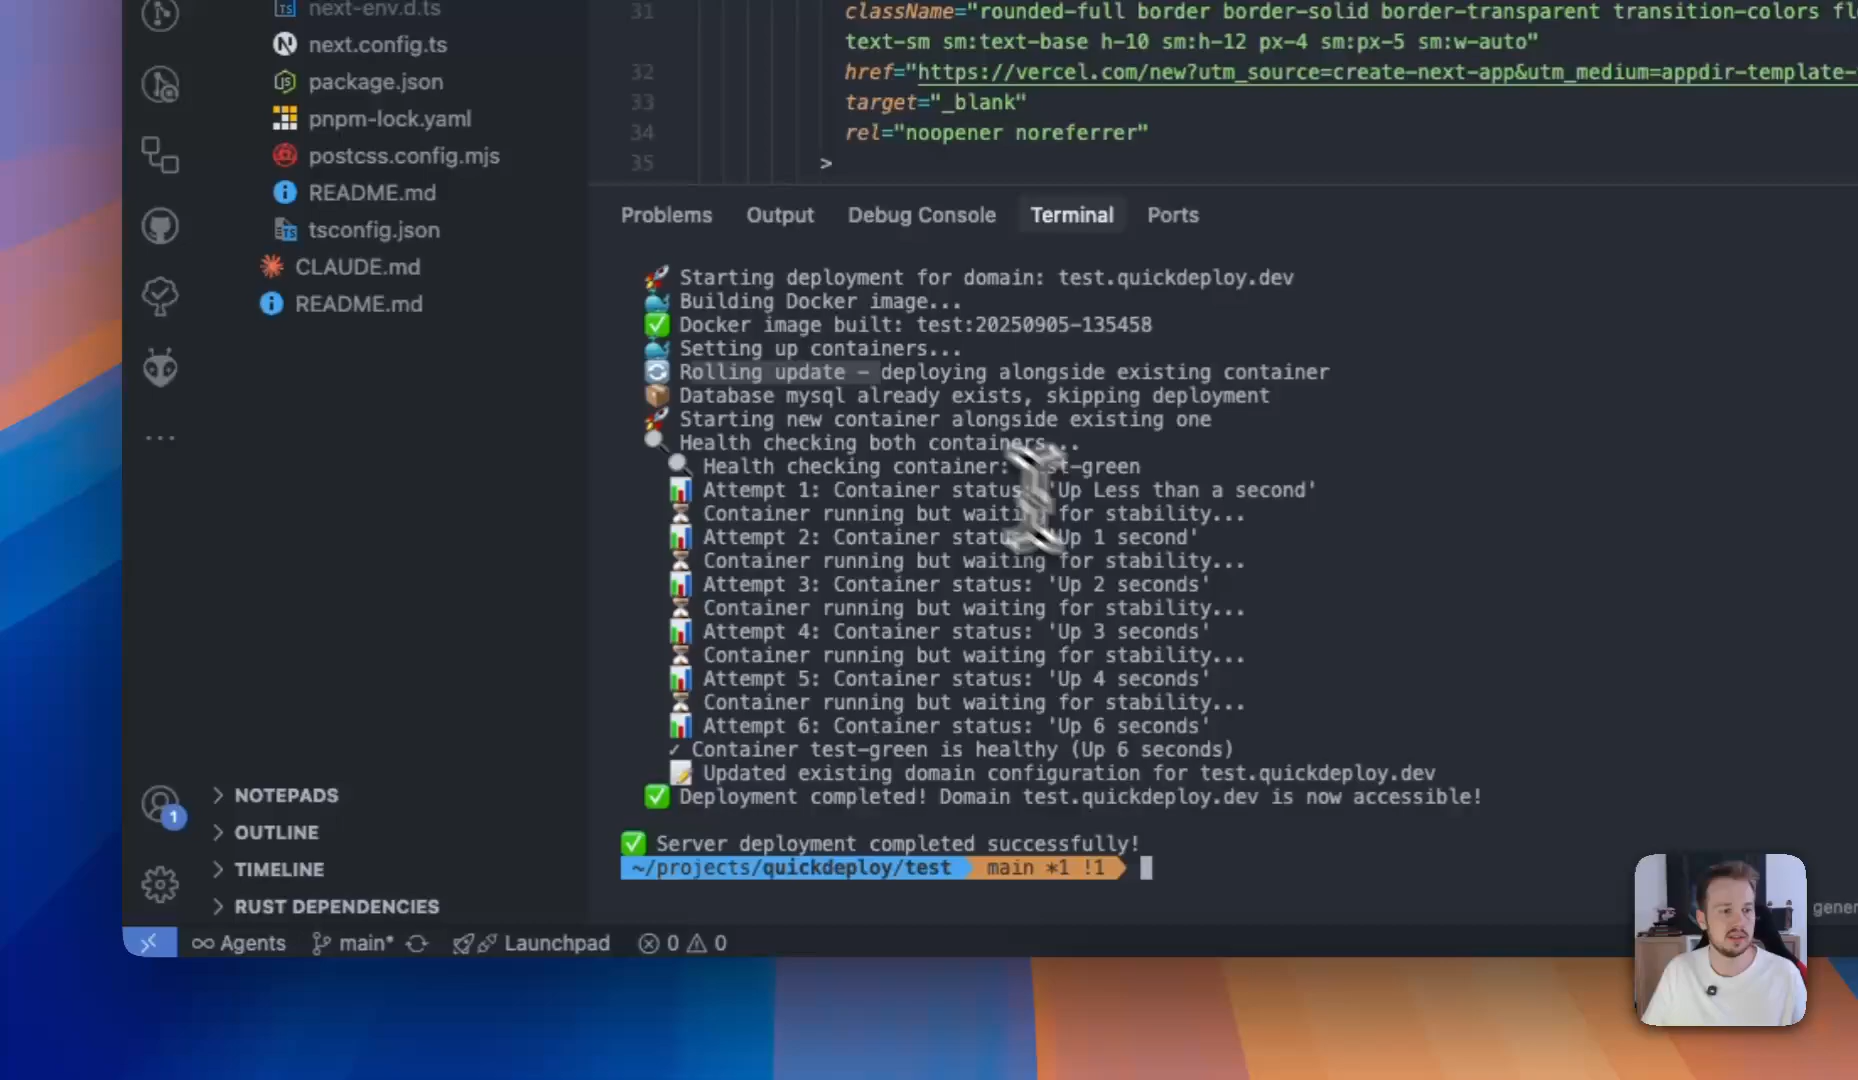 next-env.d.ts
next.config.ts
package.json
pnpm-lock.yaml
postcss.config.mjs
README.md
tsconfig.json
CLAUDE.md
README.md
NOTEPADS
OUTLINE
TIMELINE
RUST DEPENDENCIES
1
31
className="rounded-full border border-solid border-transparent transition-colors
text-sm sm:text-base h-10 sm:h-12 px-4 sm:px-5 sm:w-auto"
32 href="https://vercel.com/new?utm_source=create-next-app&utm_medium=appdir-template-
33 target="_blank"
34 rel="noopener noreferrer"
35 >
Problems Output Debug Console Terminal Ports
Starting deployment for domain: test.quickdeploy.dev
Building Docker image...
Docker image built: test:20250905-135458
Setting up containers...
Rolling update – deploying alongside existing container
Database mysql already exists, skipping deployment
Starting new container alongside existing one
Health checking both containers...
Health checking container: test-green
Attempt 1: Container status: 'Up Less than a second'
Container running but waiting for stability...
Attempt 2: Container status: 'Up 1 second'
Container running but waiting for stability...
Attempt 3: Container status: 'Up 2 seconds'
Container running but waiting for stability...
Attempt 4: Container status: 'Up 3 seconds'
Container running but waiting for stability...
Attempt 5: Container status: 'Up 4 seconds'
Container running but waiting for stability...
Attempt 6: Container status: 'Up 6 seconds'
✓ Container test-green is healthy (Up 6 seconds)
Updated existing domain configuration for test.quickdeploy.dev
Deployment completed! Domain test.quickdeploy.dev is now accessible!
Server deployment completed successfully!
~/projects/quickdeploy/test main *1 !1
Agents main* Launchpad 0 0